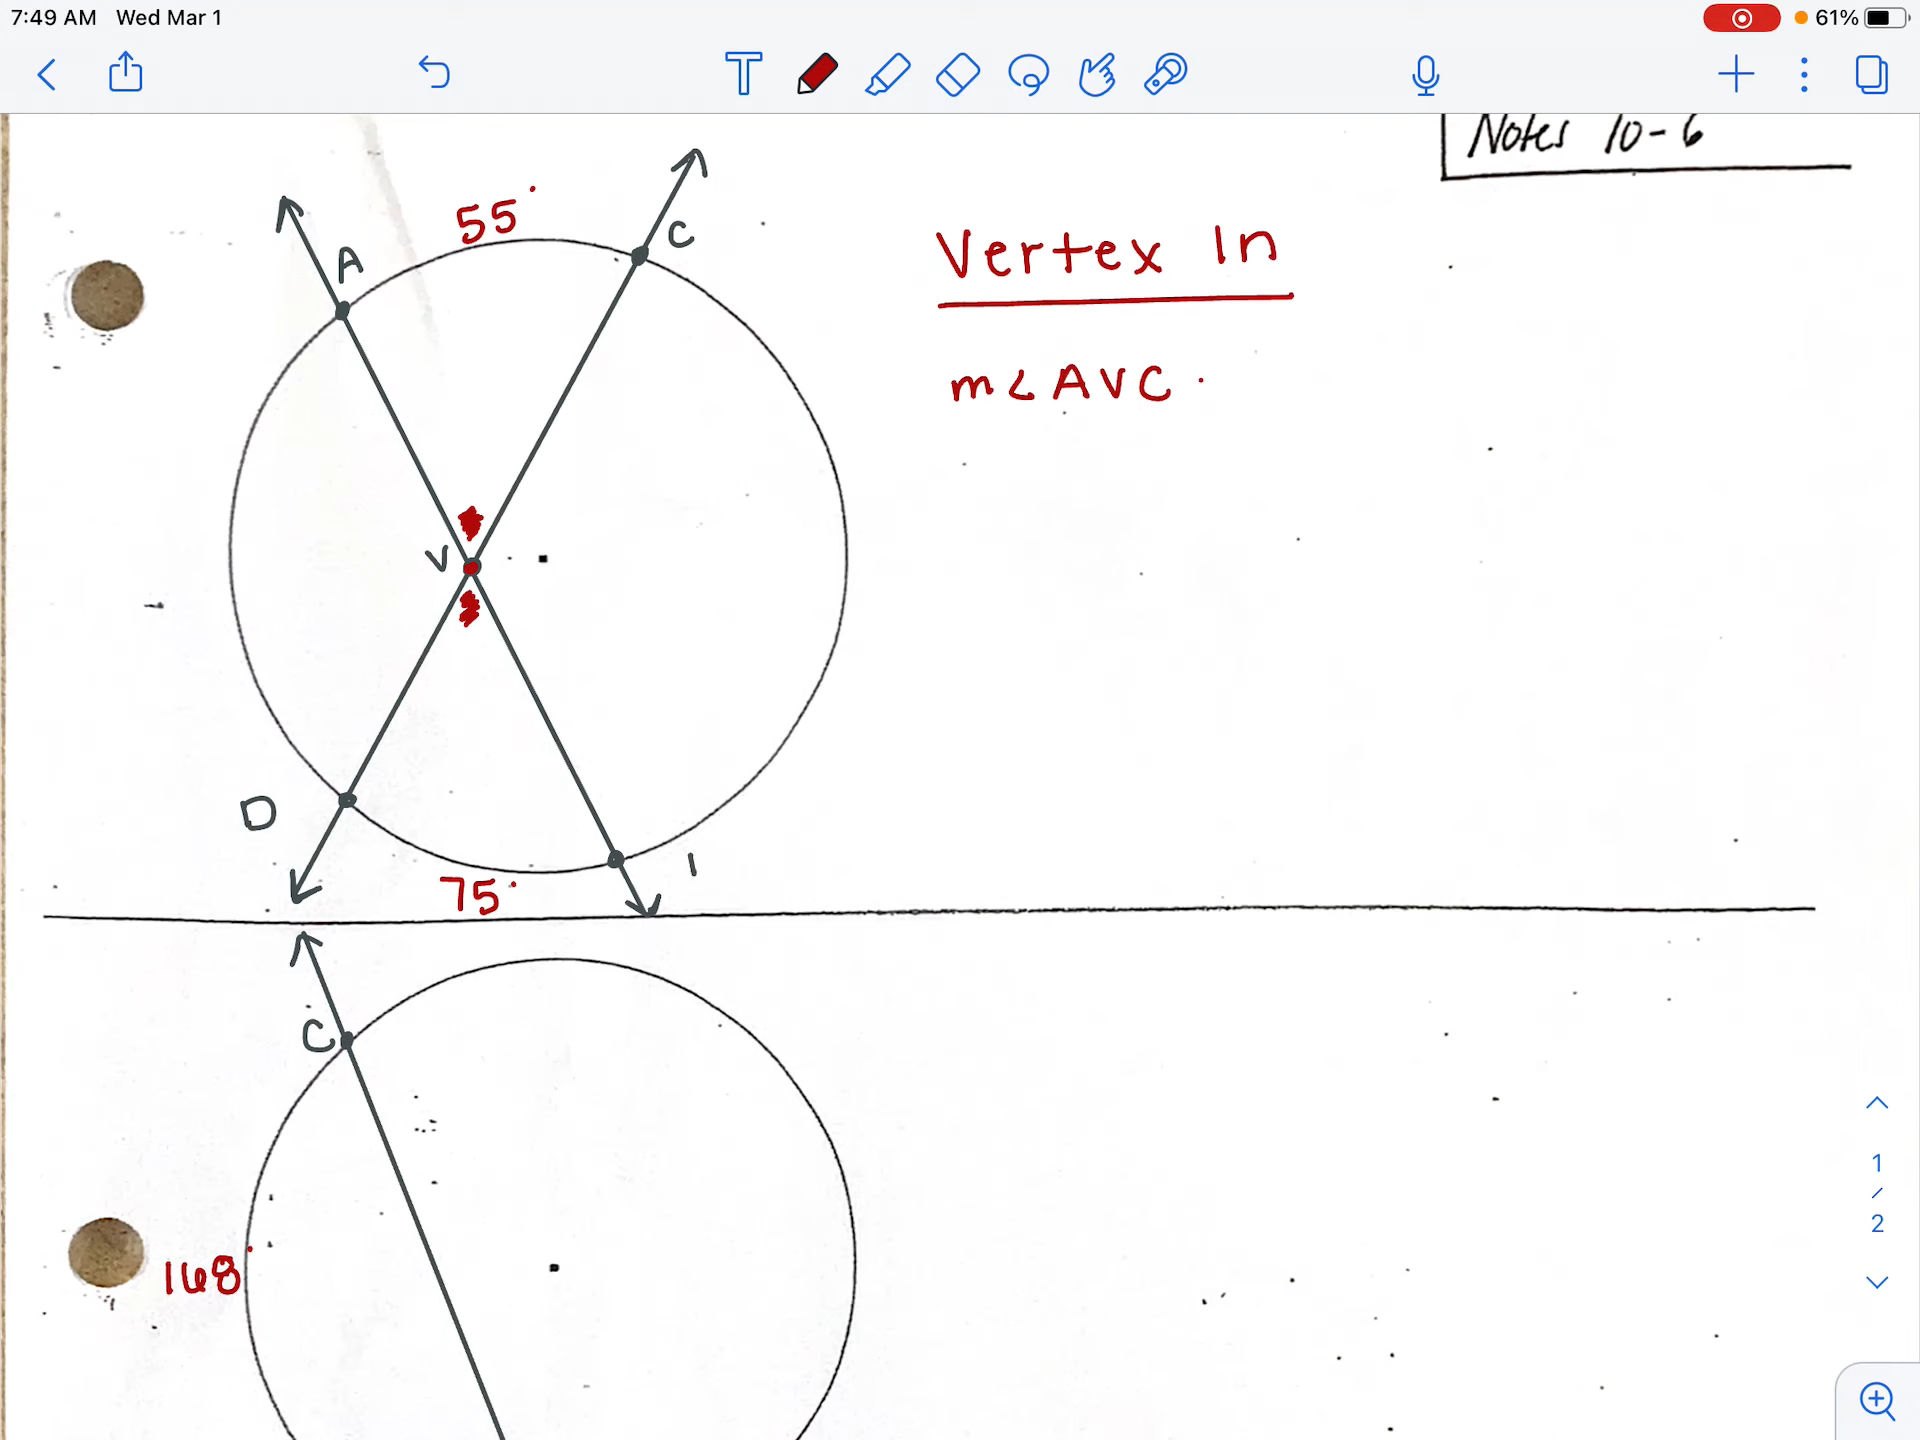 7:49 AM Wed Mar 1
61%
T
Notes 10-6
55°
C
A
Vertex In
m∠AVC
V
D
I
75°
C
1
/
2
168°